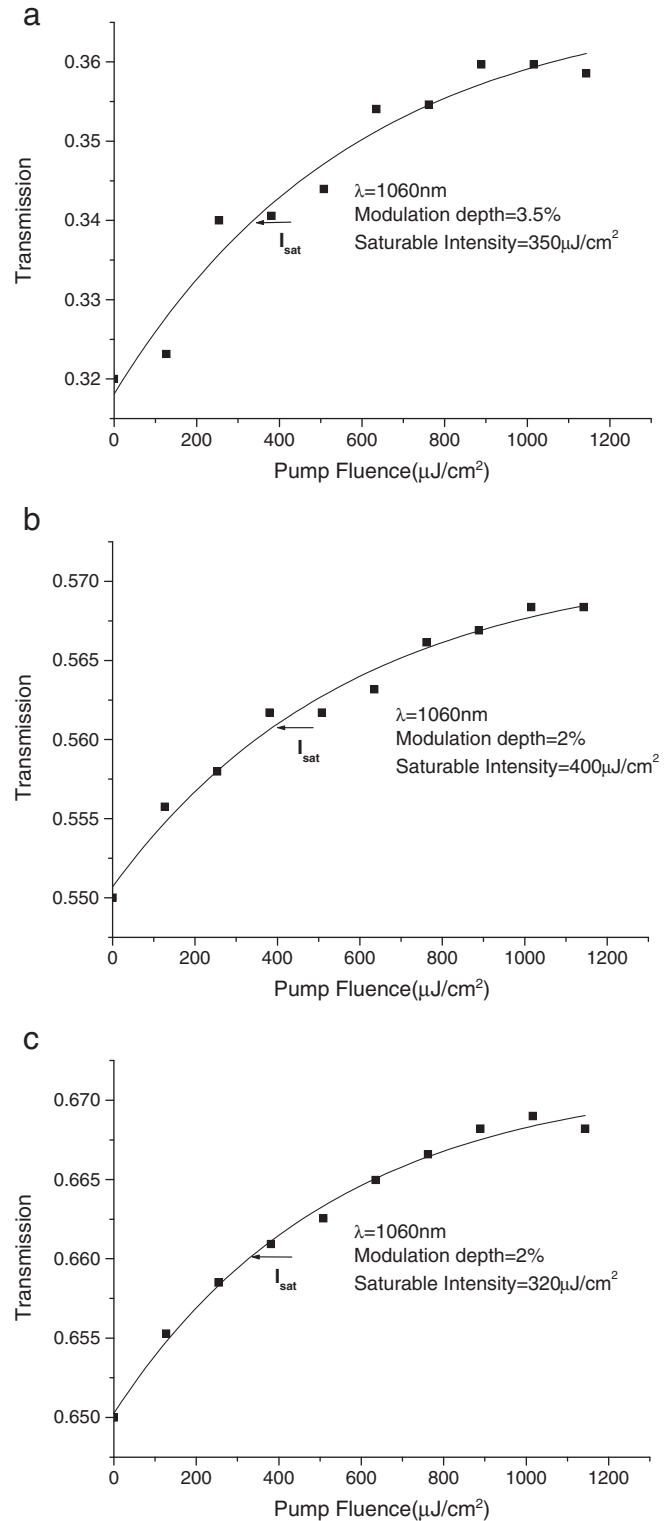 a
0.36
0.35
0.34
0.33
0.32
Transmission
λ=1060nm
Modulation depth=3.5%
Saturable Intensity=350μJ/cm²
I_sat
0 200 400 600 800 1000 1200
Pump Fluence(μJ/cm²)
b
0.570
0.565
0.560
0.555
0.550
Transmission
λ=1060nm
Modulation depth=2%
Saturable Intensity=400μJ/cm²
I_sat
0 200 400 600 800 1000 1200
Pump Fluence(μJ/cm²)
c
0.670
0.665
0.660
0.655
0.650
Transmission
λ=1060nm
Modulation depth=2%
Saturable Intensity=320μJ/cm²
I_sat
0 200 400 600 800 1000 1200
Pump Fluence(μJ/cm²)